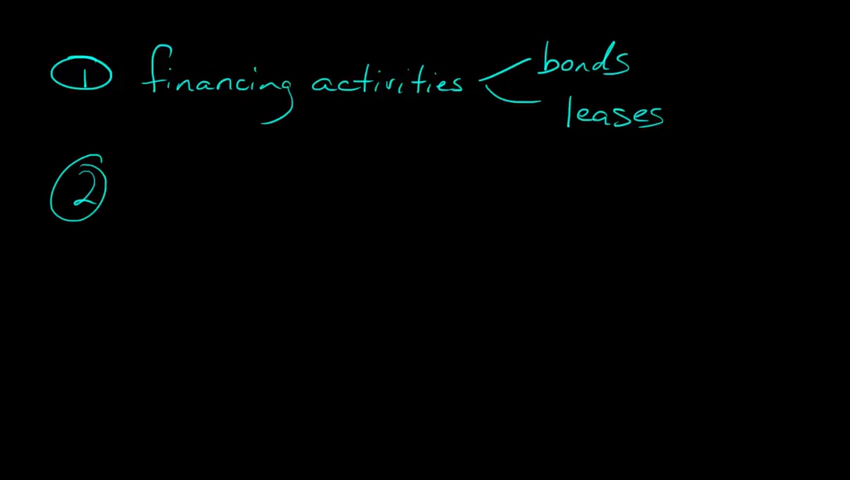 1 financing activities bonds
leases
2